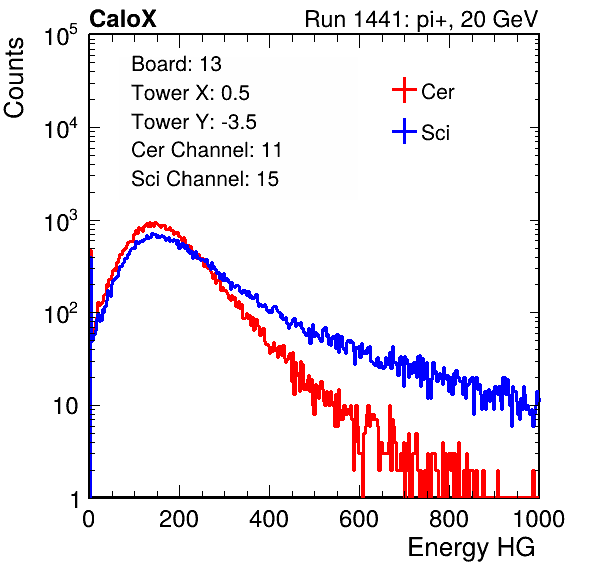 CaloX Run 1441: pi+, 20 GeV
Counts
Board: 13
Tower X: 0.5
Tower Y: -3.5
Cer Channel: 11
Sci Channel: 15
Cer
Sci
10^5
10^4
10^3
10^2
10
1
0 200 400 600 800 1000
Energy HG